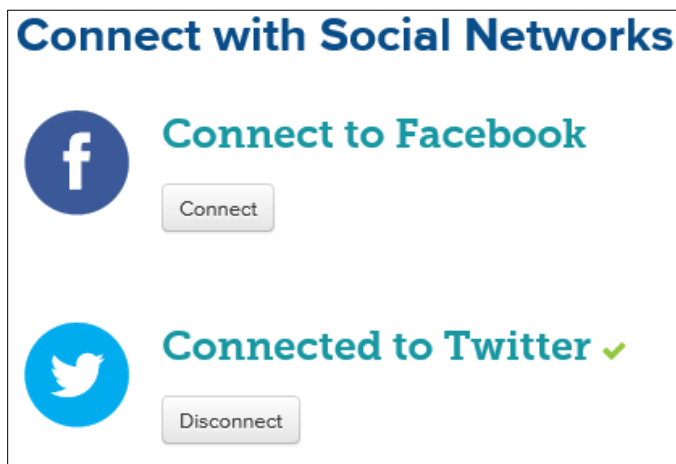 Connect with Social Networks
Connect to Facebook
Connect
Connected to Twitter
Disconnect